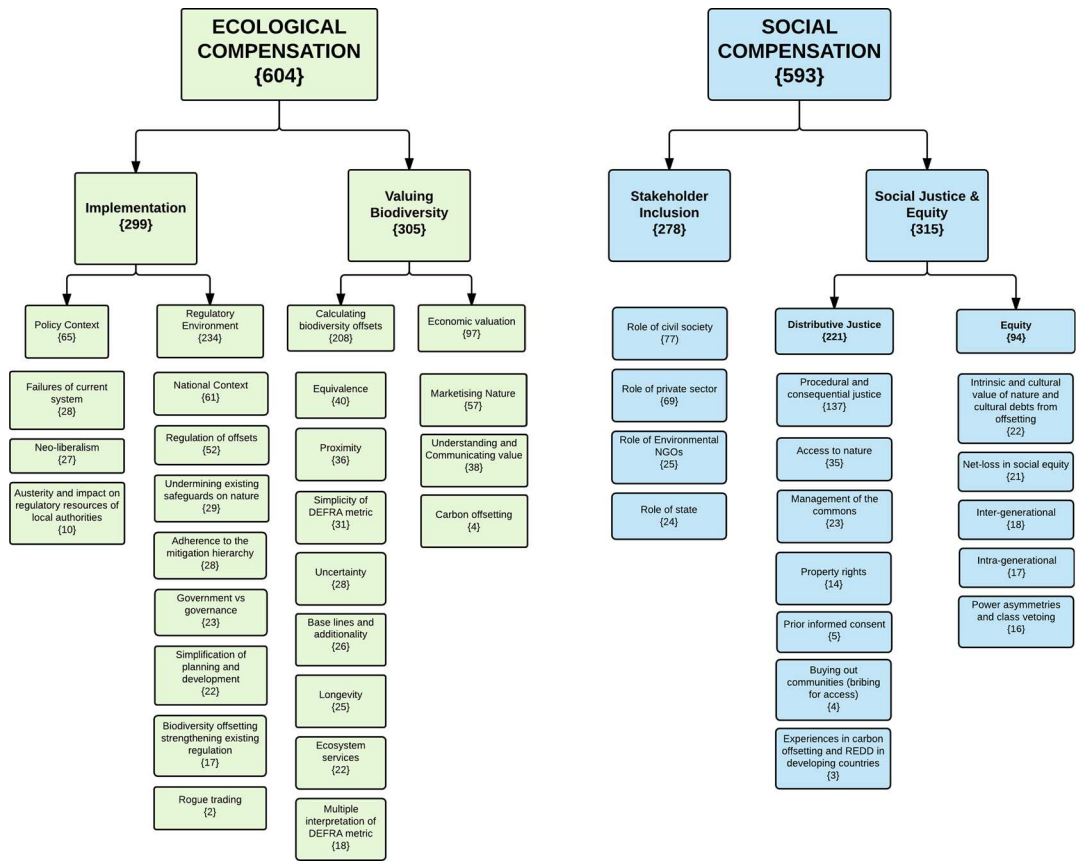 ECOLOGICAL
COMPENSATION
{604}
SOCIAL
COMPENSATION
{593}
Implementation
{299}
Valuing
Biodiversity
{305}
Stakeholder
Inclusion
{278}
Social Justice &
Equity
{315}
Policy Context
{65}
Failures of current
system
{28}
Neo-liberalism
{27}
Austerity and impact on
regulatory resources of
local authorities
{10}
Regulatory
Environment
{234}
National Context
{61}
Regulation of offsets
{52}
Undermining existing
safeguards on nature
{29}
Adherence to the
mitigation hierarchy
{28}
Government vs
governance
{23}
Simplification of
planning and
development
{22}
Biodiversity offsetting
strengthening existing
regulation
{17}
Rogue trading
{2}
Calculating
biodiversity offsets
{208}
Equivalence
{40}
Proximity
{36}
Simplicity of
DEFRA metric
{31}
Uncertainty
{28}
Base lines and
additionality
{26}
Longevity
{25}
Ecosystem
services
{22}
Multiple
interpretation of
DEFRA metric
{18}
Economic valuation
{97}
Marketising Nature
{57}
Understanding and
Communicating value
{38}
Carbon offsetting
{4}
Role of civil society
{77}
Role of private sector
{69}
Role of Environmental
NGOs
{25}
Role of state
{24}
Distributive Justice
{221}
Procedural and
consequential justice
{137}
Access to nature
{35}
Management of the
commons
{23}
Property rights
{14}
Prior informed consent
{5}
Buying out
communities (bribing
for access)
{4}
Experiences in carbon
offsetting and REDD in
developing countries
{3}
Equity
{94}
Intrinsic and cultural
value of nature and
cultural debts from
offsetting
{22}
Net-loss in social equity
{21}
Inter-generational
{18}
Intra-generational
{17}
Power asymmetries
and class vetoing
{16}